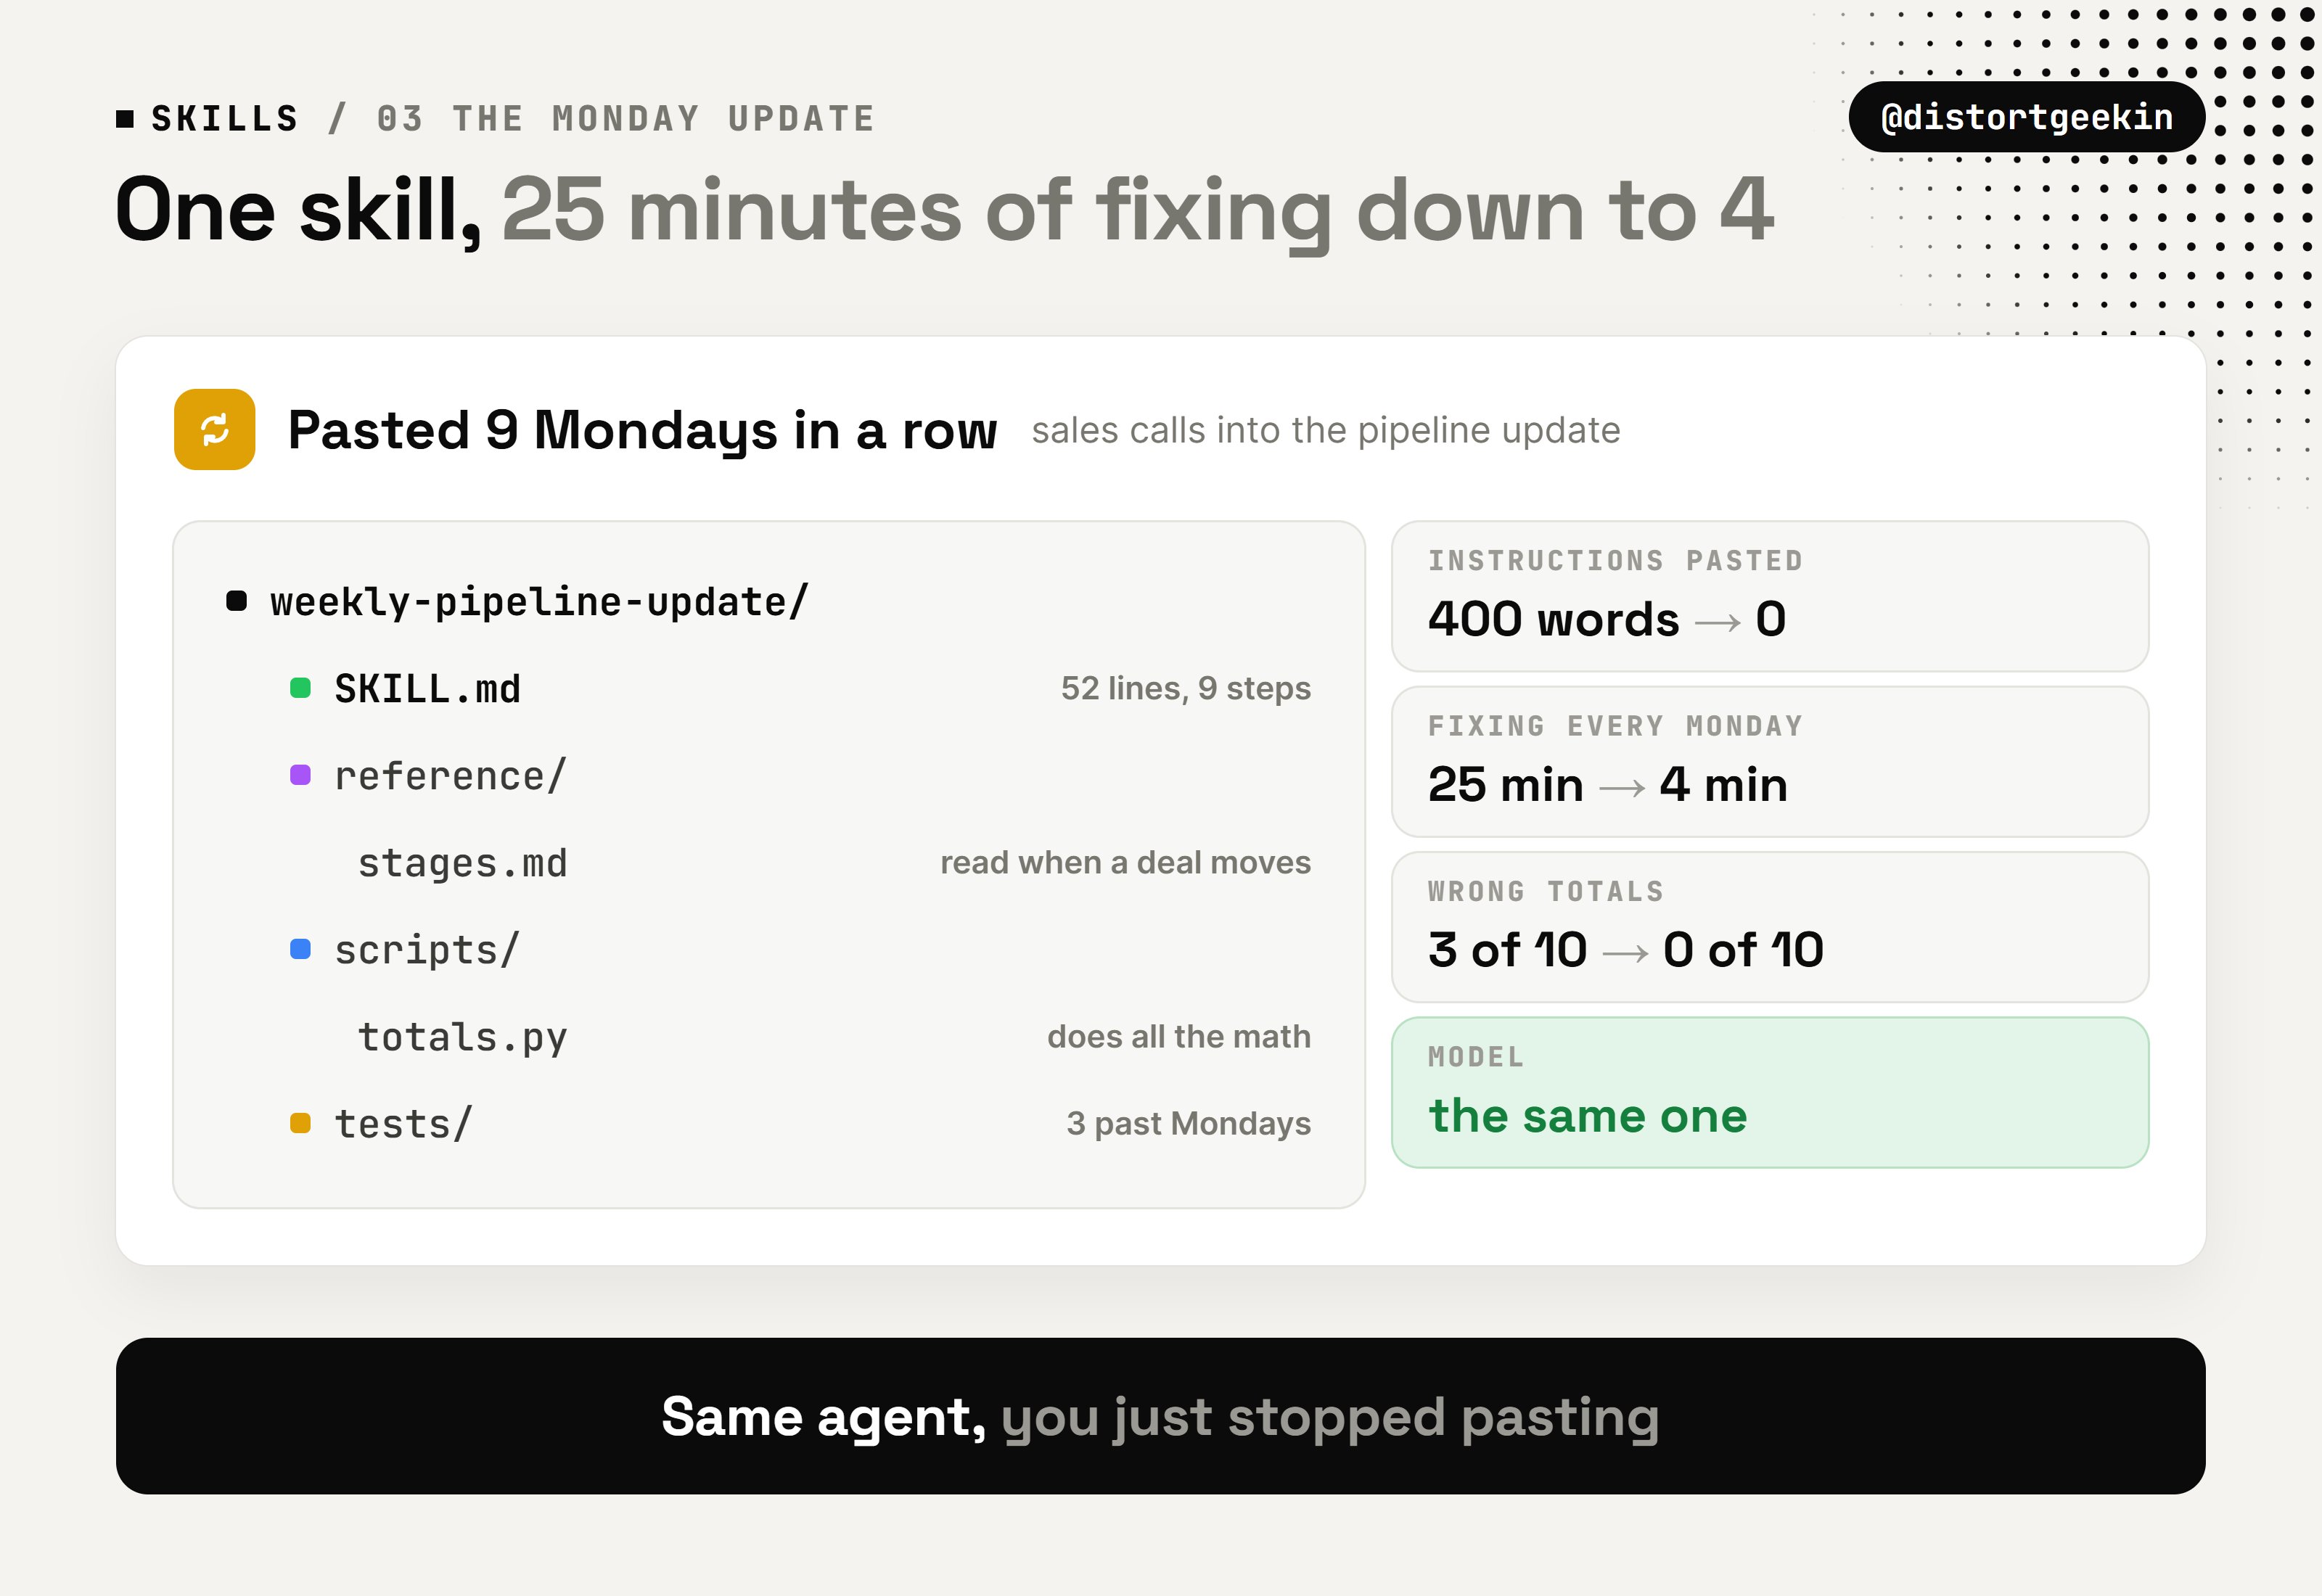 SKILLS / 03 THE MONDAY UPDATE
@distortgeekin
One skill, 25 minutes of fixing down to 4
Pasted 9 Mondays in a row sales calls into the pipeline update
weekly-pipeline-update/
SKILL.md 52 lines, 9 steps
reference/
stages.md read when a deal moves
scripts/
totals.py does all the math
tests/ 3 past Mondays
INSTRUCTIONS PASTED
400 words → 0
FIXING EVERY MONDAY
25 min → 4 min
WRONG TOTALS
3 of 10 → 0 of 10
MODEL
the same one
Same agent, you just stopped pasting